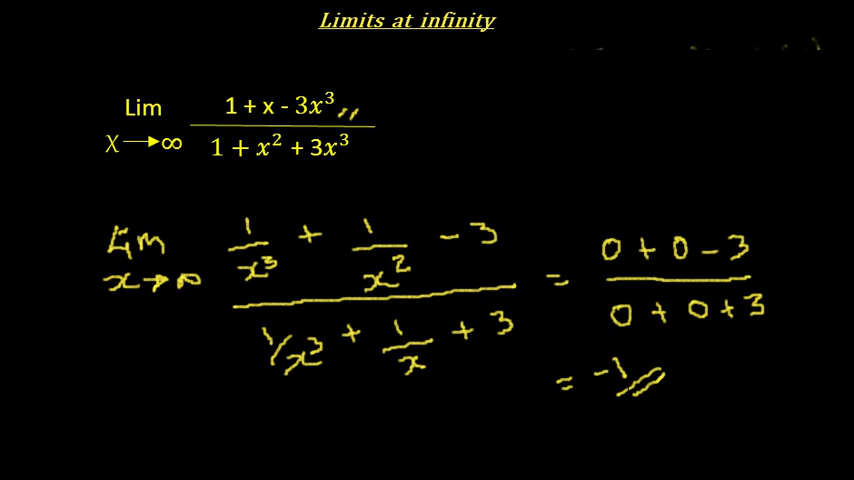 Limits at infinity
Lim 1 + x - 3x³
x→∞ 1 + x² + 3x³
Lim 1/x³ + 1/x² - 3 = 0 + 0 - 3
x→∞ 1/x³ + 1/x + 3 0 + 0 + 3
= -1